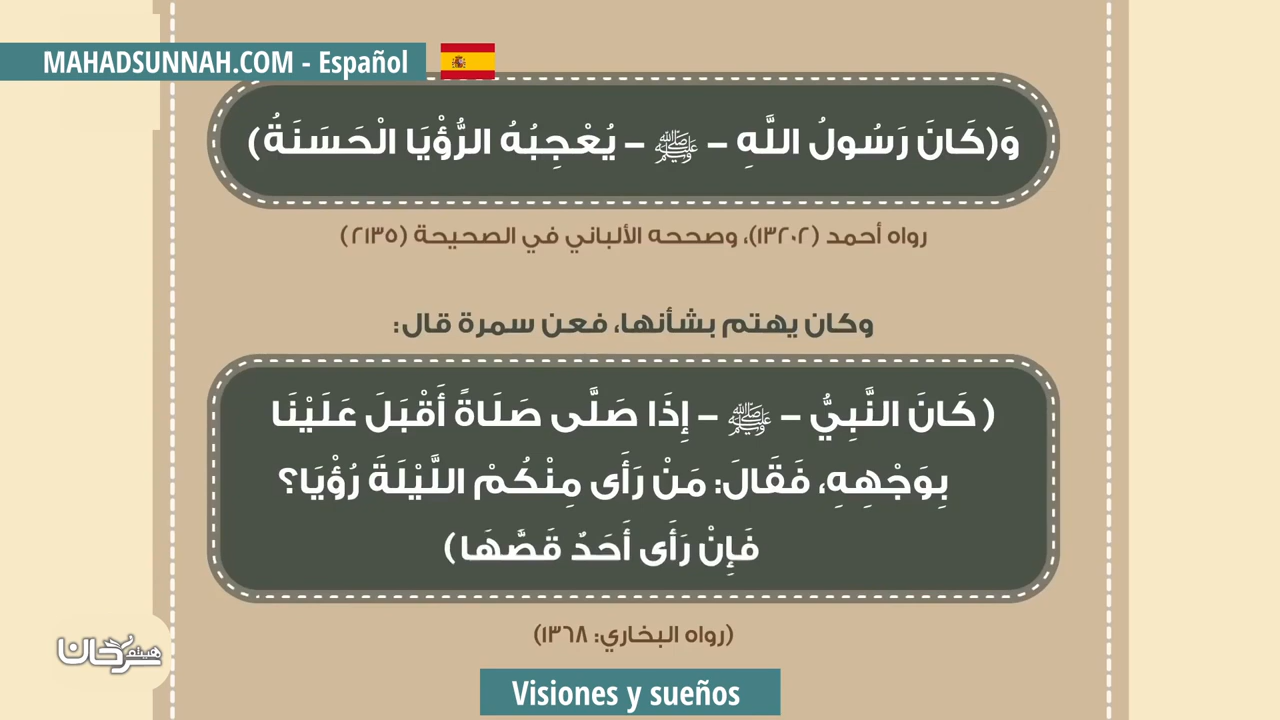 MAHADSUNNAH.COM - Español
وَ(كَانَ رَسُولُ اللَّهِ – ﷺ – يُعْجِبُهُ الرُّؤْيَا الْحَسَنَةُ)
رواه أحمد (١٣٢٠٢)، وصححه الألباني في الصحيحة (٢١٣٥)
وكان يهتم بشأنها، فعن سمرة قال:
( كَانَ النَّبِيُّ – ﷺ – إِذَا صَلَّى صَلَاةً أَقْبَلَ عَلَيْنَا
بِوَجْهِهِ، فَقَالَ: مَنْ رَأَى مِنْكُمْ اللَّيْلَةَ رُؤْيَا؟
فَإِنْ رَأَى أَحَدٌ قَصَّهَا)
(رواه البخاري: ١٣٦٨)
هيثم سرحان
Visiones y sueños